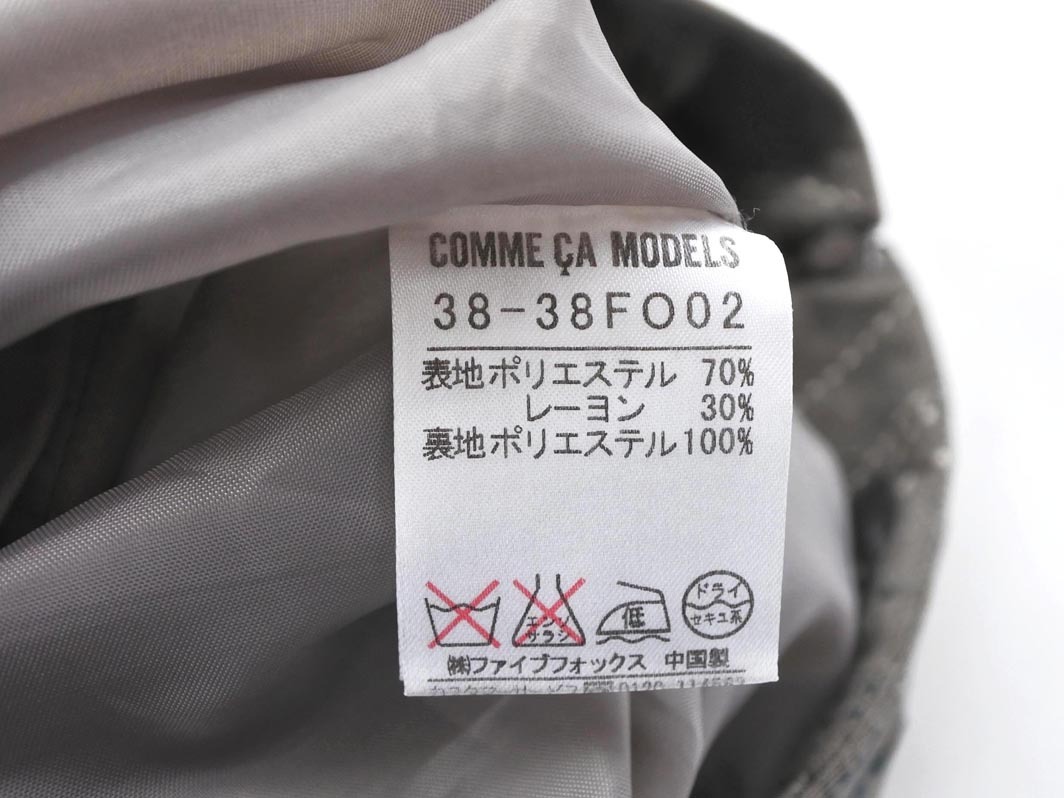 COMME ÇA MODELS
38-38FO02
表地ポリエステル 70%
レーヨン 30%
裏地ポリエステル100%
エンソ
サラシ
低
ドライ
セキユ系
㈱ファイブフォックス 中国製